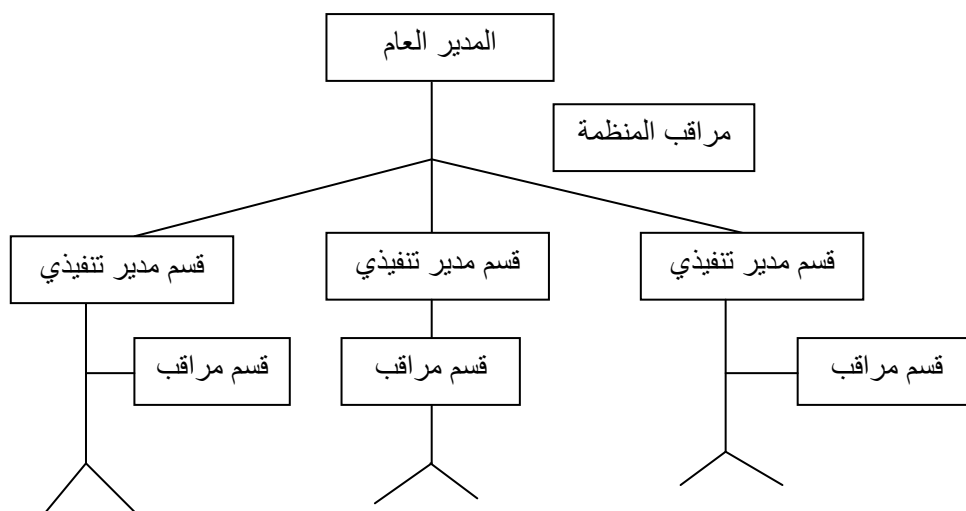 المدير العام
مراقب المنظمة
قسم مدير تنفيذي
قسم مدير تنفيذي
قسم مدير تنفيذي
قسم مراقب
قسم مراقب
قسم مراقب